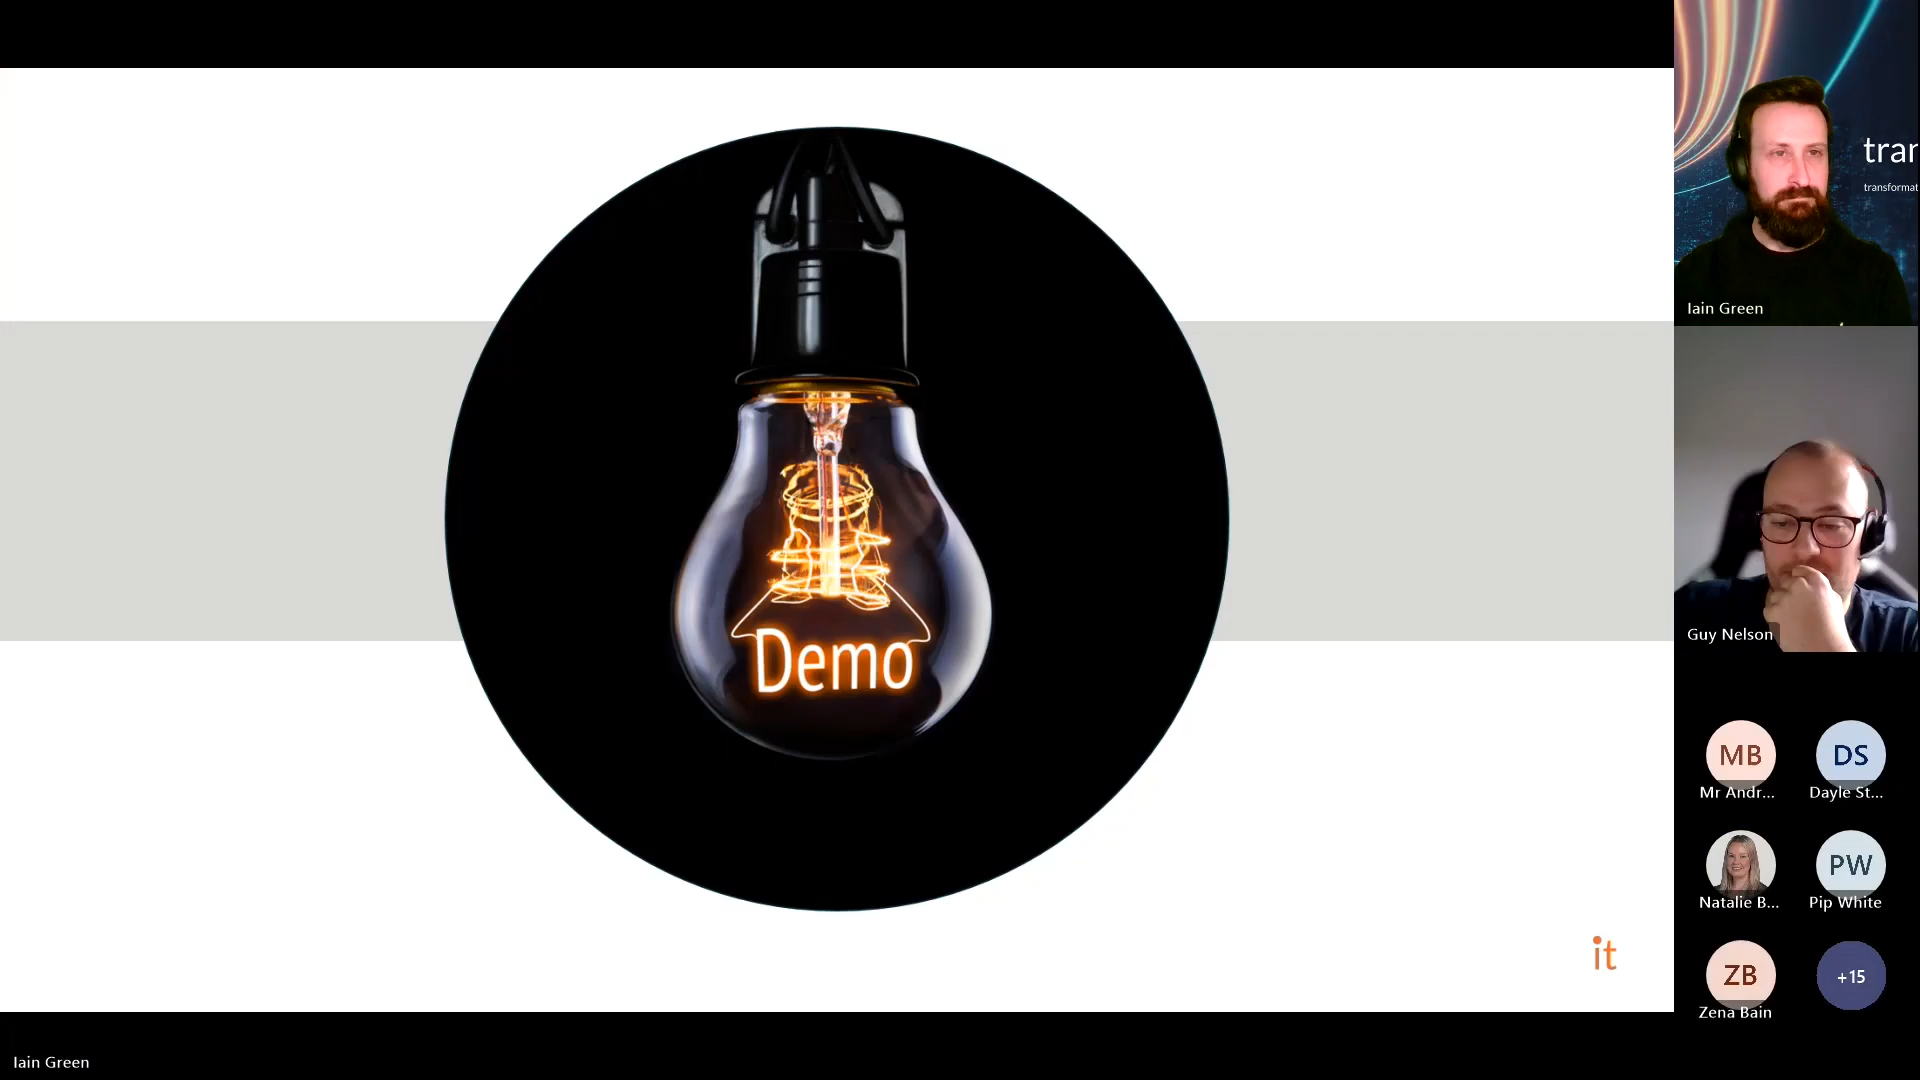 Demo
it
tran
transformat
Iain Green
Guy Nelson
MB
Mr Andr...
DS
Dayle St...
Natalie B...
PW
Pip White
ZB
Zena Bain
+15
Iain Green